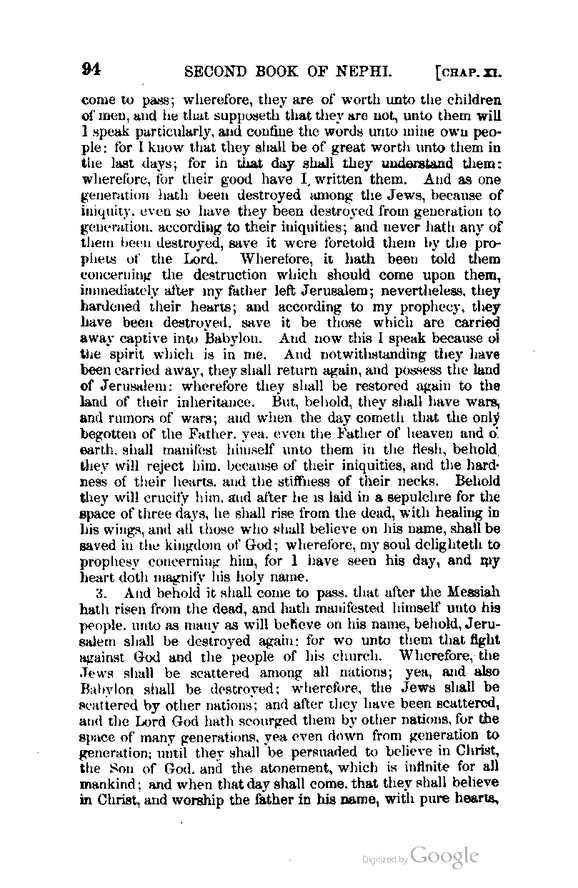 94 SECOND BOOK OF NEPHI. [CHAP. XI.
come to pass; wherefore, they are of worth unto the children
of men, and he that supposeth that they are not, unto them will
I speak particularly, and confine the words unto mine own peo-
ple: for I know that they shall be of great worth unto them in
the last days; for in that day shall they understand them:
wherefore, for their good have I written them. And as one
generation hath been destroyed among the Jews, because of
iniquity, even so have they been destroyed from generation to
generation, according to their iniquities; and never hath any of
them been destroyed, save it were foretold them by the pro-
phets of the Lord. Wherefore, it hath been told them
concerning the destruction which should come upon them,
immediately after my father left Jerusalem; nevertheless, they
hardened their hearts; and according to my prophecy, they
have been destroyed, save it be those which are carried
away captive into Babylon. And now this I speak because of
the spirit which is in me. And notwithstanding they have
been carried away, they shall return again, and possess the land
of Jerusalem: wherefore they shall be restored again to the
land of their inheritance. But, behold, they shall have wars,
and rumors of wars; and when the day cometh that the only
begotten of the Father, yea, even the Father of heaven and o.
earth, shall manifest himself unto them in the flesh, behold
they will reject him, because of their iniquities, and the hard-
ness of their hearts, and the stiffness of their necks. Behold
they will crucify him, and after he is laid in a sepulchre for the
space of three days, he shall rise from the dead, with healing in
his wings, and all those who shall believe on his name, shall be
saved in the kingdom of God; wherefore, my soul delighteth to
prophesy concerning him, for I have seen his day, and my
heart doth magnify his holy name.
3. And behold it shall come to pass, that after the Messiah
hath risen from the dead, and hath manifested himself unto his
people, unto as many as will believe on his name, behold, Jeru-
salem shall be destroyed again: for wo unto them that fight
against God and the people of his church. Wherefore, the
Jews shall be scattered among all nations; yea, and also
Babylon shall be destroyed; wherefore, the Jews shall be
scattered by other nations; and after they have been scattered,
and the Lord God hath scourged them by other nations, for the
space of many generations, yea even down from generation to
generation; until they shall be persuaded to believe in Christ,
the Son of God, and the atonement, which is infinite for all
mankind; and when that day shall come, that they shall believe
in Christ, and worship the father in his name, with pure hearts,
Digitized by Google